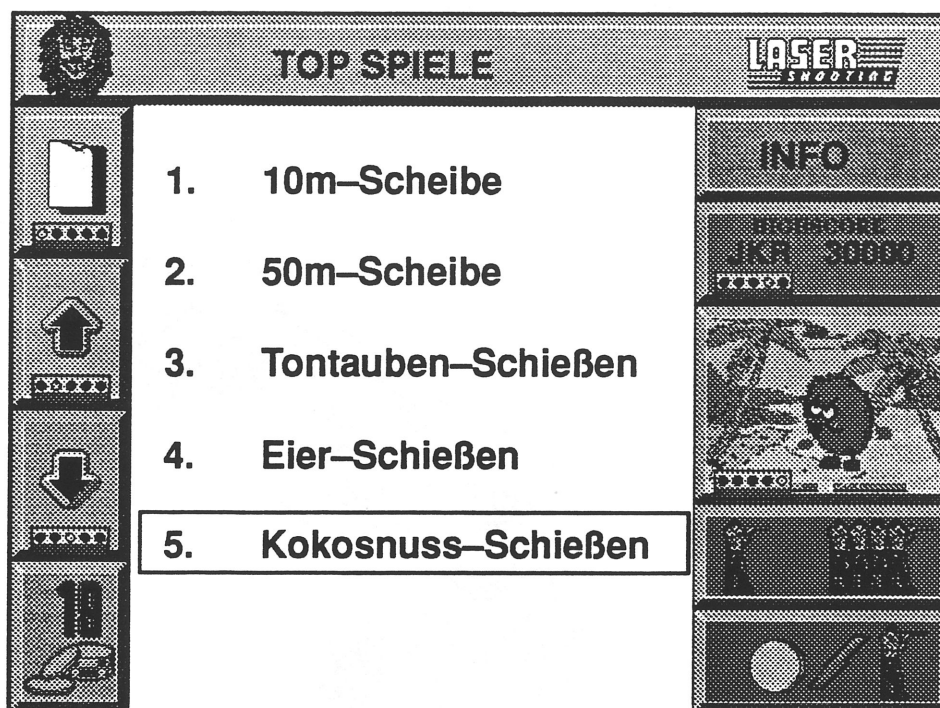 TOP SPIELE
LASER
SHOOTING
1. 10m–Scheibe
2. 50m–Scheibe
3. Tontauben–Schießen
4. Eier–Schießen
5. Kokosnuss–Schießen
INFO
HIGHSCORE
JKR 30000